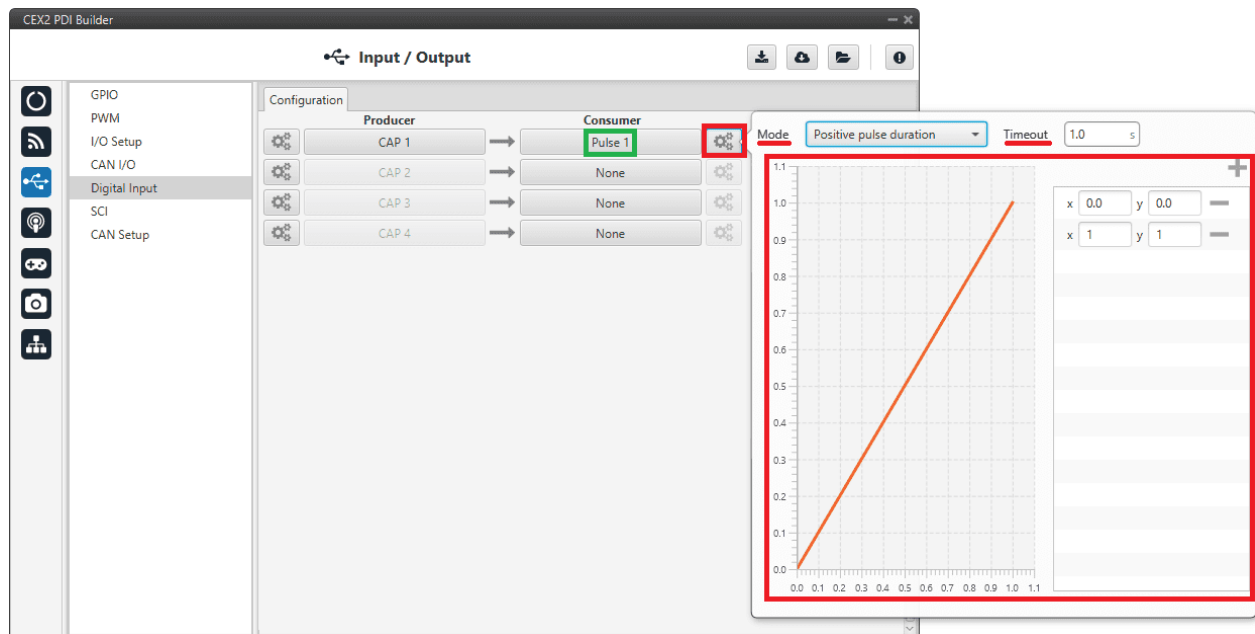 CEX2 PDI Builder
Input / Output
GPIO
PWM
I/O Setup
CAN I/O
Digital Input
SCI
CAN Setup
Configuration
Producer Consumer
CAP 1 Pulse 1
CAP 2 None
CAP 3 None
CAP 4 None
Mode Positive pulse duration Timeout 1.0 s
x 0.0 y 0.0
x 1 y 1
1.1
1.0
0.9
0.8
0.7
0.6
0.5
0.4
0.3
0.2
0.1
0.0
0.0 0.1 0.2 0.3 0.4 0.5 0.6 0.7 0.8 0.9 1.0 1.1